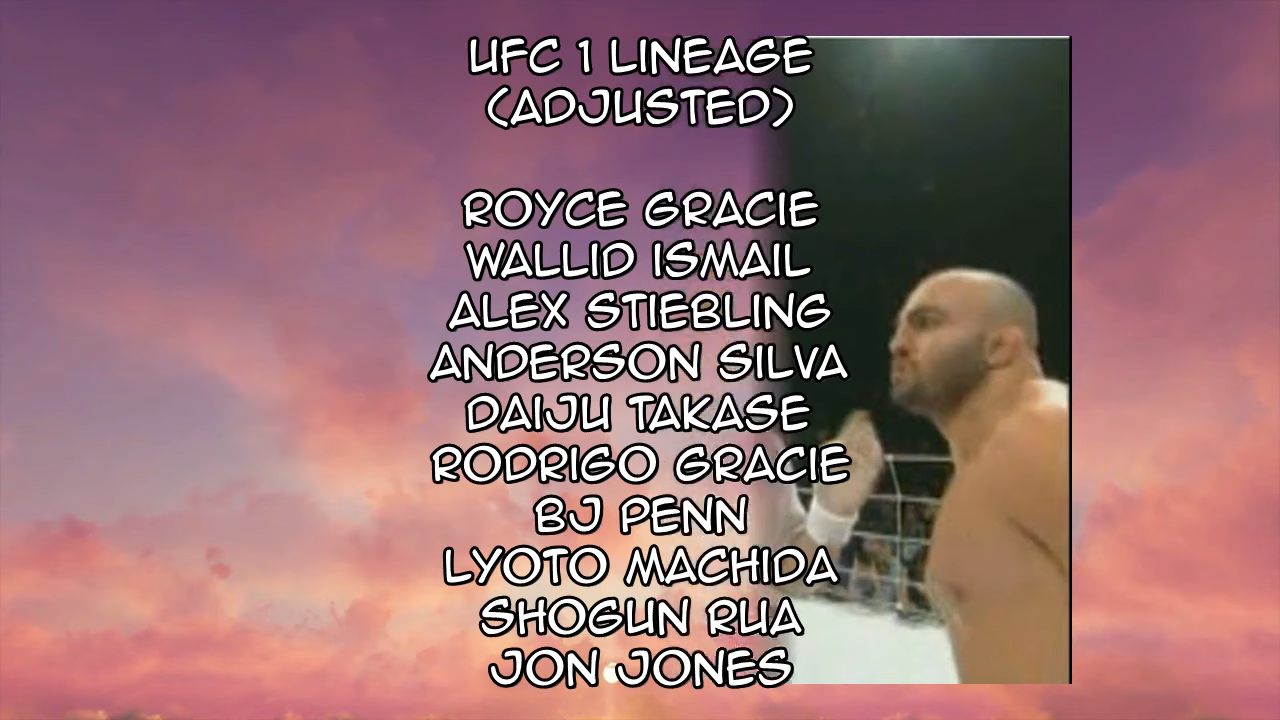 UFC 1 LINEAGE
(ADJUSTED)
ROYCE GRACIE
WALLID ISMAIL
ALEX STIEBLING
ANDERSON SILVA
DAIJU TAKASE
RODRIGO GRACIE
BJ PENN
LYOTO MACHIDA
SHOGUN RUA
JON JONES